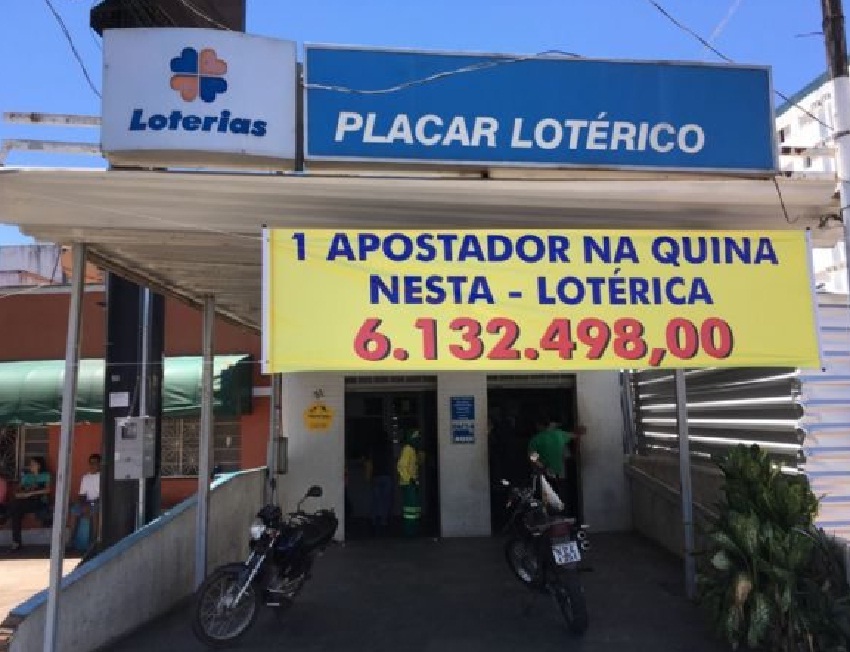 Loterias
PLACAR LOTÉRICO
1 APOSTADOR NA QUINA
NESTA - LOTÉRICA
6.132.498,00